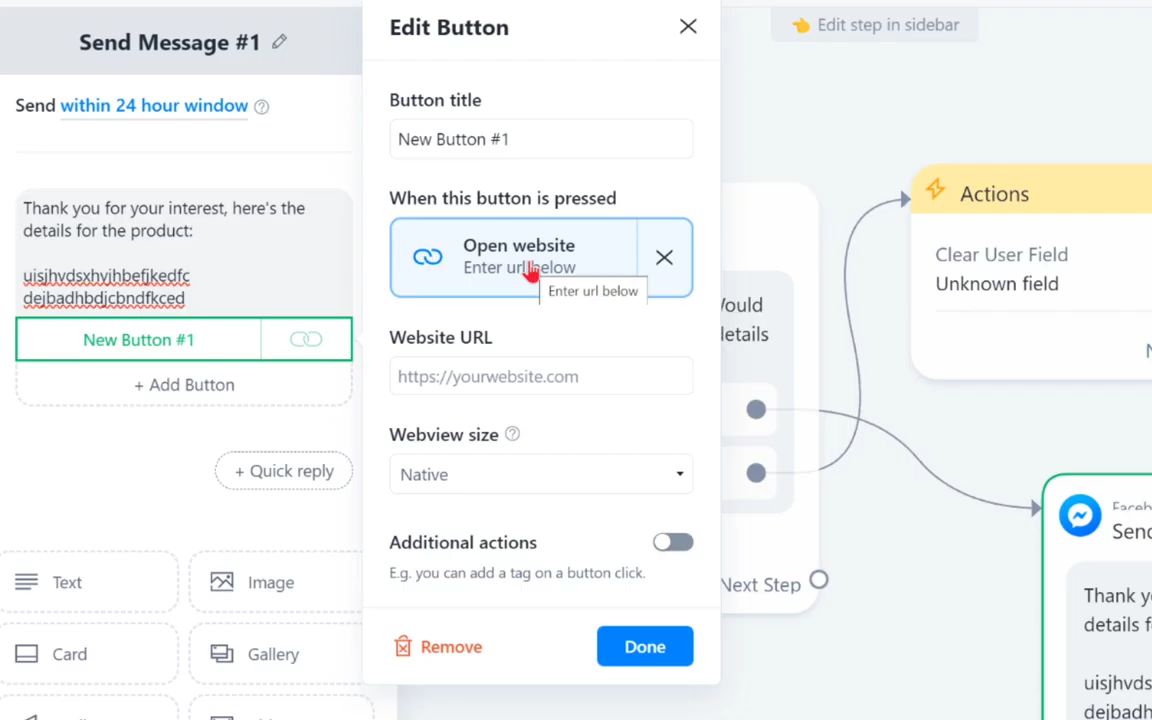 Send Message #1
Send within 24 hour window
Thank you for your interest, here's the
details for the product:
uisjhvdsxhvjhbefjkedfc
dejbadhbdjcbndfkced
New Button #1
+ Add Button
+ Quick reply
Text
Image
Card
Gallery
Edit Button
Button title
New Button #1
When this button is pressed
Open website
Enter url below
Enter url below
Website URL
https://yourwebsite.com
Webview size
Native
Additional actions
E.g. you can add a tag on a button click.
Remove
Done
👈 Edit step in sidebar
Actions
Clear User Field
Unknown field
ould
etails
Next Step
Faceb
Send
Thank y
details f
uisjhvds
dejbadh